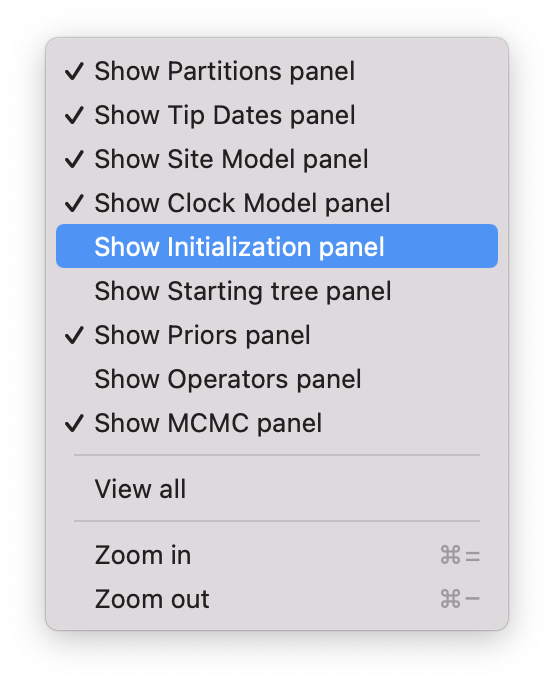 ✓ Show Partitions panel
✓ Show Tip Dates panel
✓ Show Site Model panel
✓ Show Clock Model panel
Show Initialization panel
Show Starting tree panel
✓ Show Priors panel
Show Operators panel
✓ Show MCMC panel
View all
Zoom in ⌘=
Zoom out ⌘−